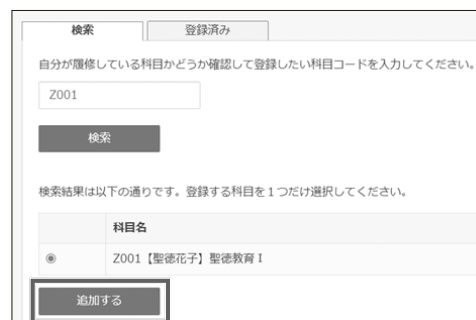 検索 登録済み
自分が履修している科目かどうか確認して登録したい科目コードを入力してください。
Z001
検索
検索結果は以下の通りです。登録する科目を1つだけ選択してください。
科目名
Z001【聖徳花子】聖徳教育Ⅰ
追加する